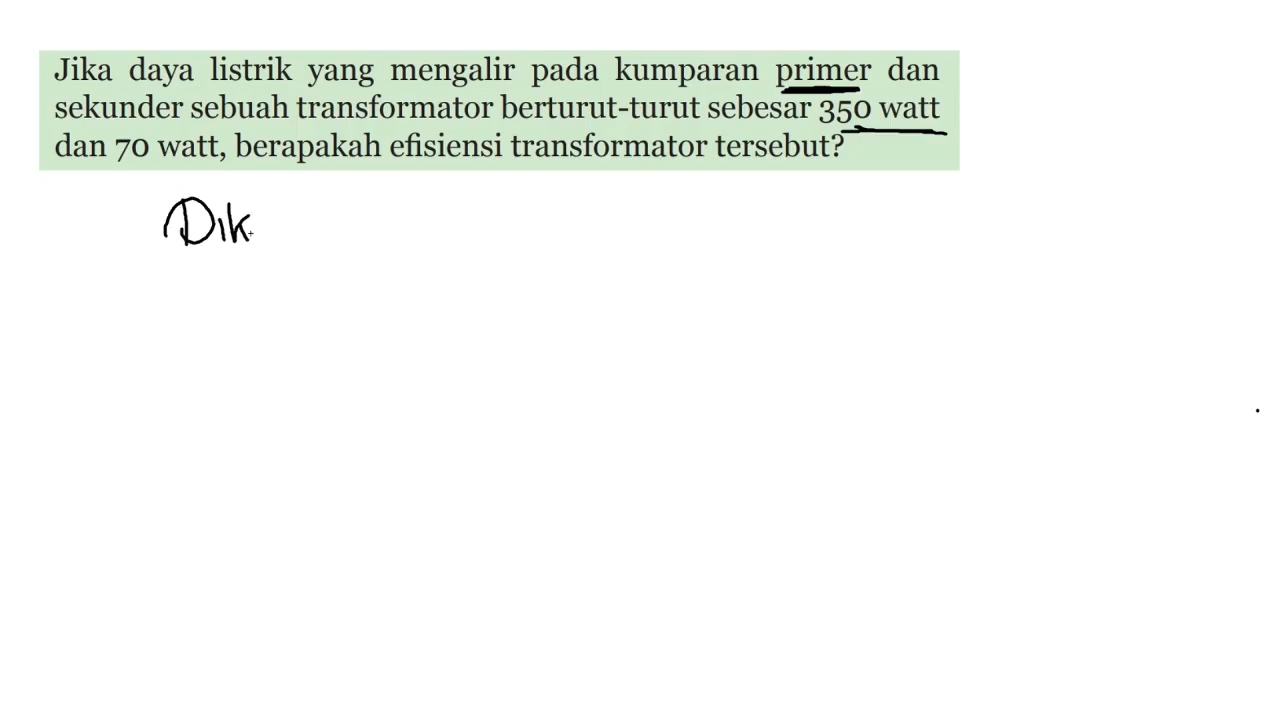 Jika daya listrik yang mengalir pada kumparan primer dan
sekunder sebuah transformator berturut-turut sebesar 350 watt
dan 70 watt, berapakah efisiensi transformator tersebut?
Dik